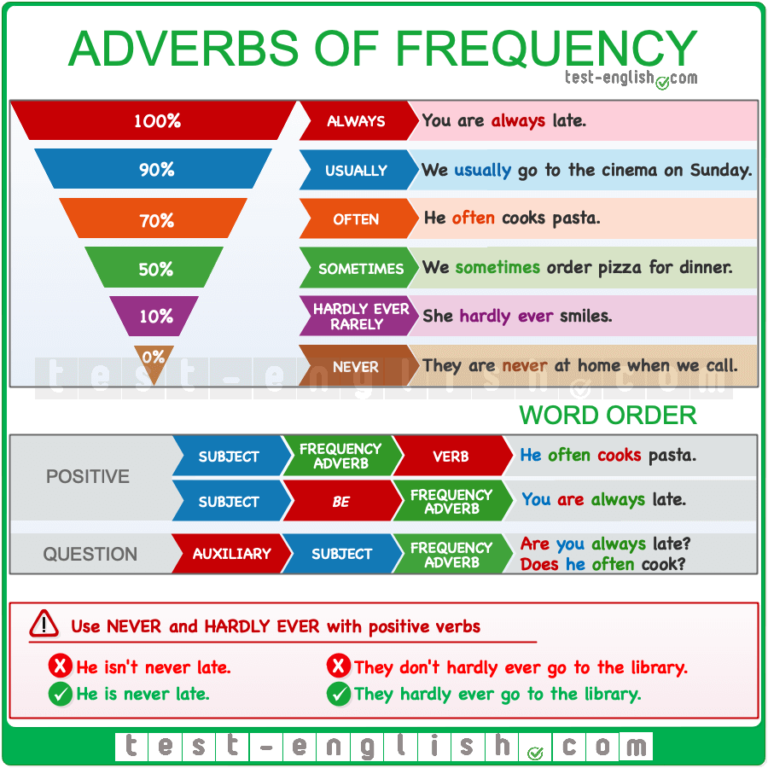 ADVERBS OF FREQUENCY
test-english.com
100% ALWAYS You are always late.
90% USUALLY We usually go to the cinema on Sunday.
70% OFTEN He often cooks pasta.
50% SOMETIMES We sometimes order pizza for dinner.
10% HARDLY EVER RARELY She hardly ever smiles.
0% NEVER They are never at home when we call.
test-english.com
WORD ORDER
POSITIVE
SUBJECT FREQUENCY ADVERB VERB He often cooks pasta.
SUBJECT BE FREQUENCY ADVERB You are always late.
QUESTION AUXILIARY SUBJECT FREQUENCY ADVERB Are you always late?
Does he often cook?
Use NEVER and HARDLY EVER with positive verbs
He isn't never late. They don't hardly ever go to the library.
He is never late. They hardly ever go to the library.
test-english.com